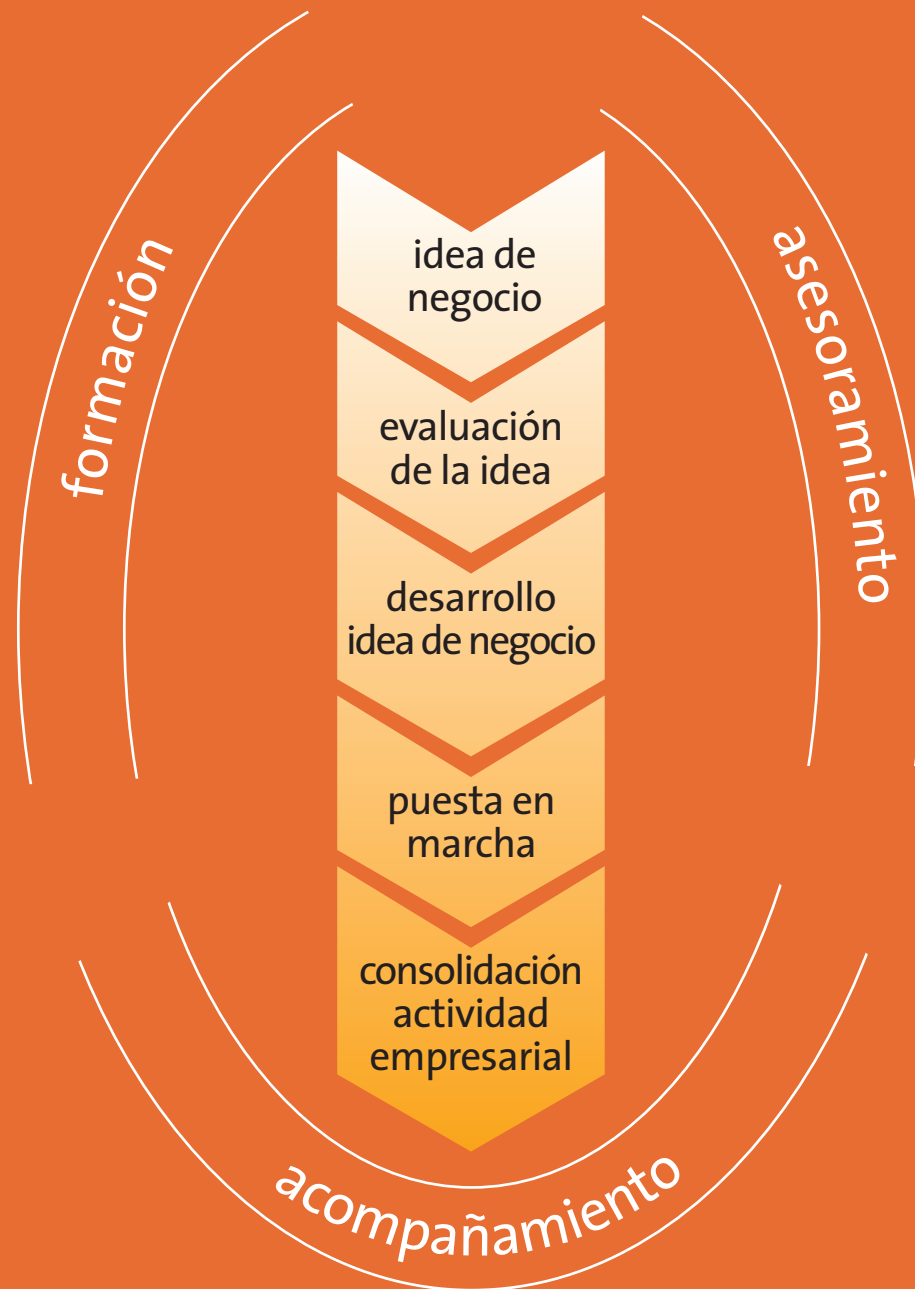 formación
asesoramiento
idea de
negocio
evaluación
de la idea
desarrollo
idea de negocio
puesta en
marcha
consolidación
actividad
empresarial
acompañamiento